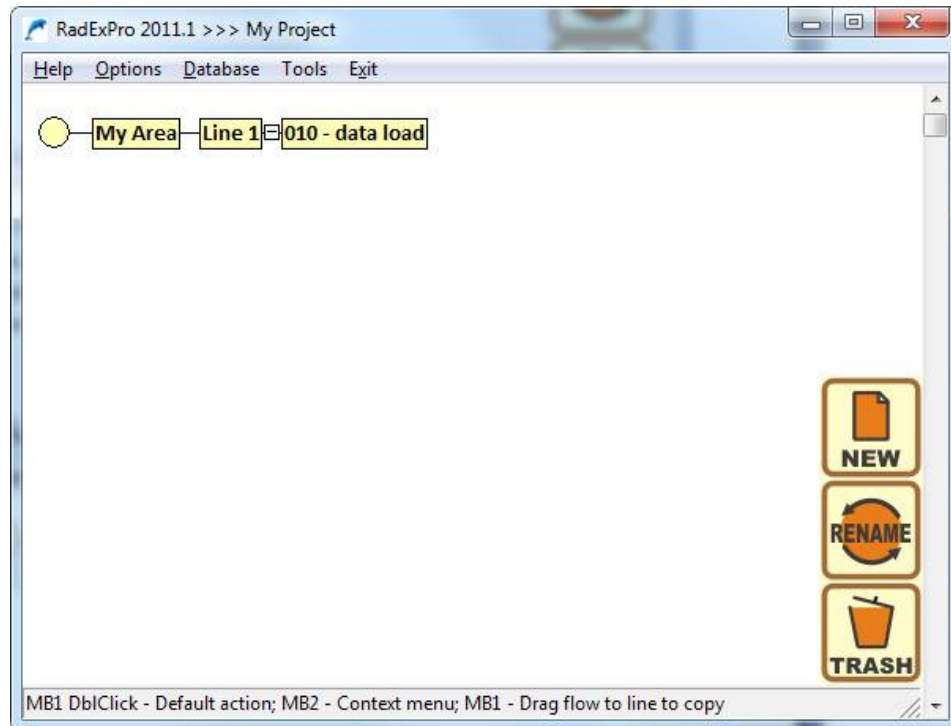 RadExPro 2011.1 >>> My Project
Help Options Database Tools Exit
My Area Line 1 010 - data load
NEW
RENAME
TRASH
MB1 DblClick - Default action; MB2 - Context menu; MB1 - Drag flow to line to copy